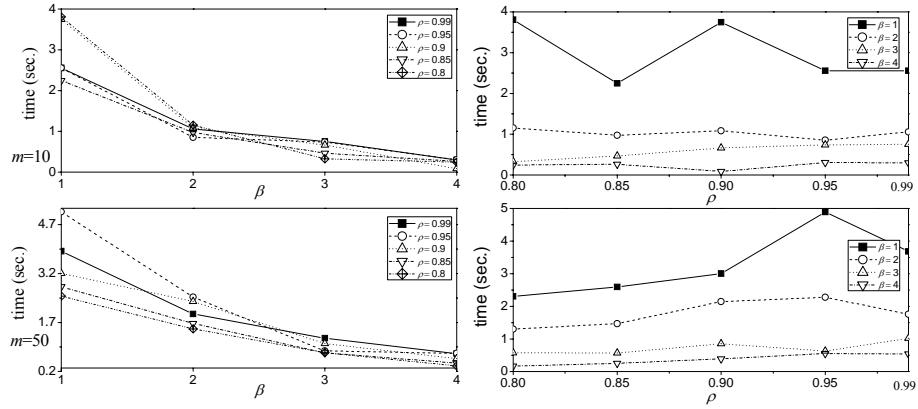 4
3
2
1
0
time (sec.)
m=10
1 2 3 4
β
ρ = 0.99
ρ = 0.95
ρ = 0.9
ρ = 0.85
ρ = 0.8
4
3
2
1
0
time (sec.)
0.80 0.85 0.90 0.95 0.99
ρ
β = 1
β = 2
β = 3
β = 4
4.7
3.2
1.7
0.2
time (sec.)
m=50
1 2 3 4
β
ρ = 0.99
ρ = 0.95
ρ = 0.9
ρ = 0.85
ρ = 0.8
5
4
3
2
1
0
time (sec.)
0.80 0.85 0.90 0.95 0.99
ρ
β = 1
β = 2
β = 3
β = 4